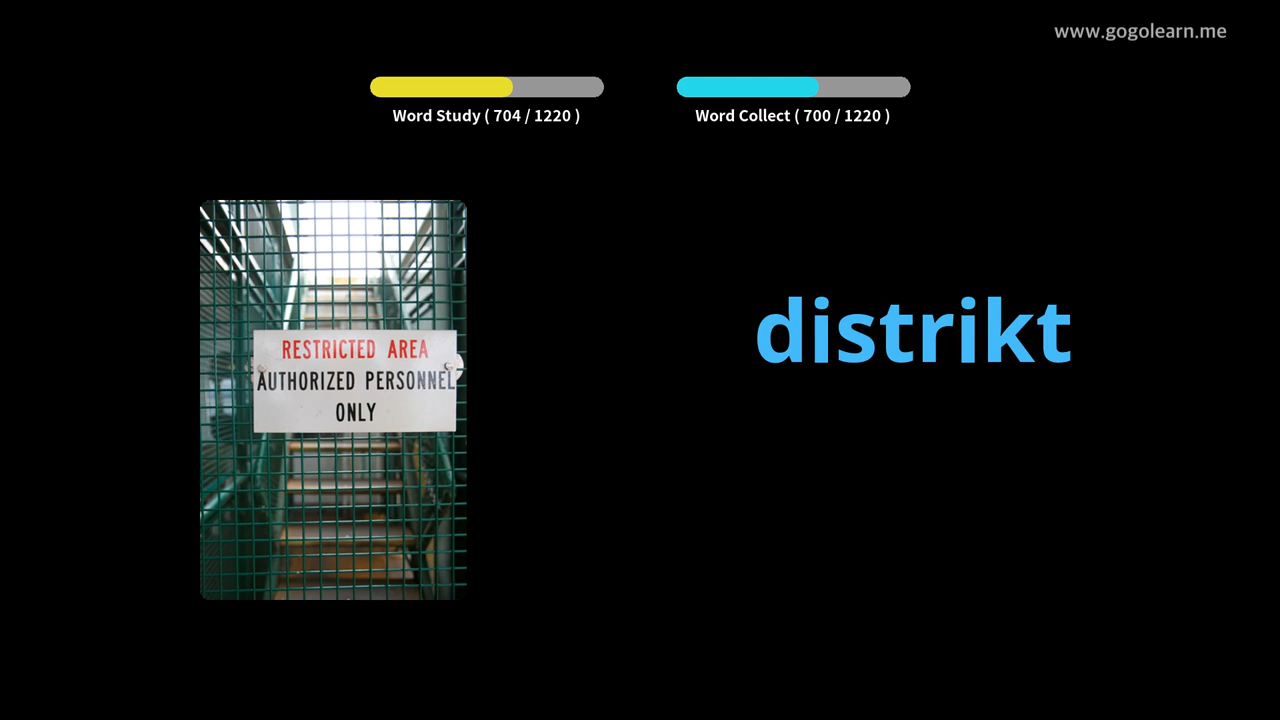 www.gogolearn.me
Word Study ( 704 / 1220 )
Word Collect ( 700 / 1220 )
RESTRICTED AREA
AUTHORIZED PERSONNEL
ONLY
distrikt